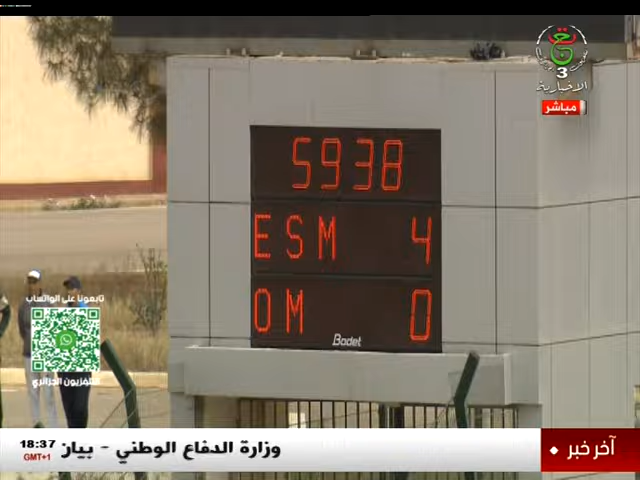 3
الإخبارية
مباشر
5938
ESM 4
OM 0
Bodet
تابعونا على الواتساب
التلفزيون الجزائري
آخر خبر
وزارة الدفاع الوطني - بيان
18:37
GMT+1